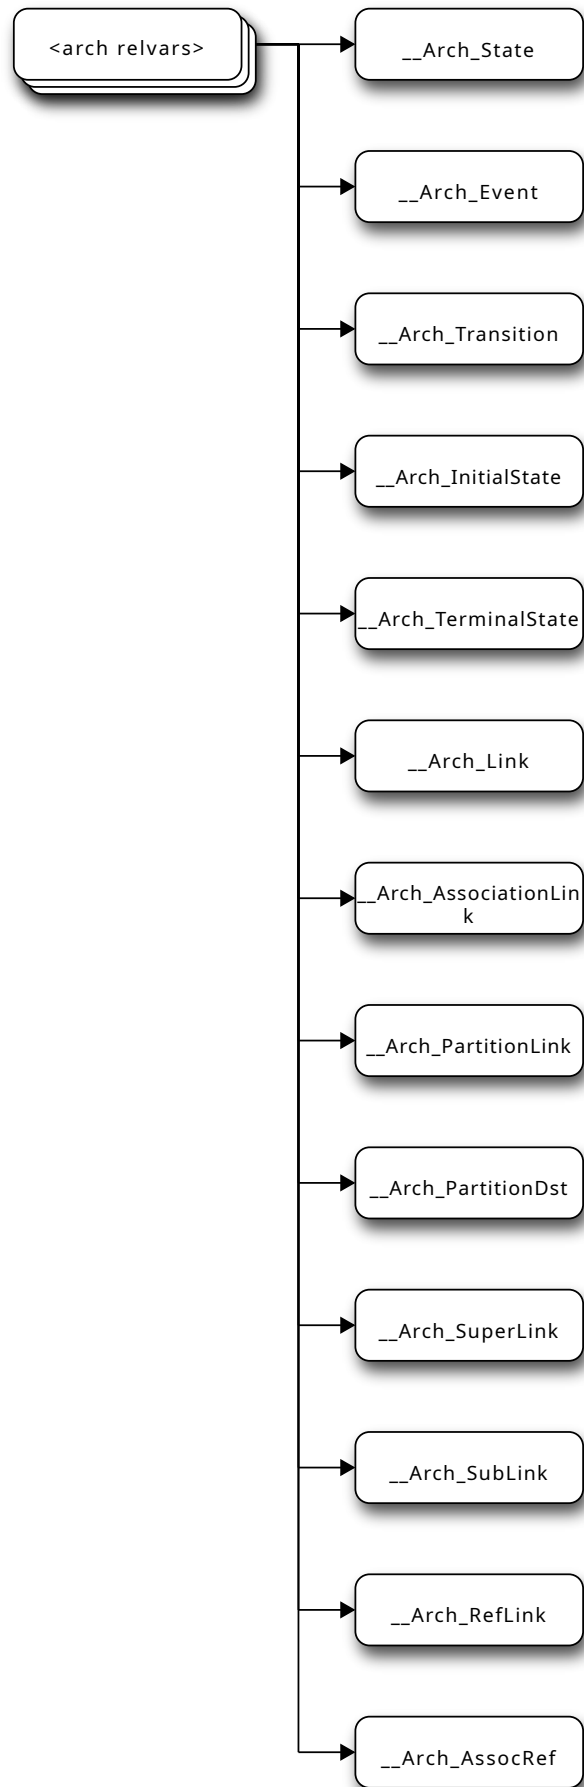 <arch relvars>
__Arch_State
__Arch_Event
__Arch_Transition
__Arch_InitialState
__Arch_TerminalState
__Arch_Link
__Arch_AssociationLin
k
__Arch_PartitionLink
__Arch_PartitionDst
__Arch_SuperLink
__Arch_SubLink
__Arch_RefLink
__Arch_AssocRef